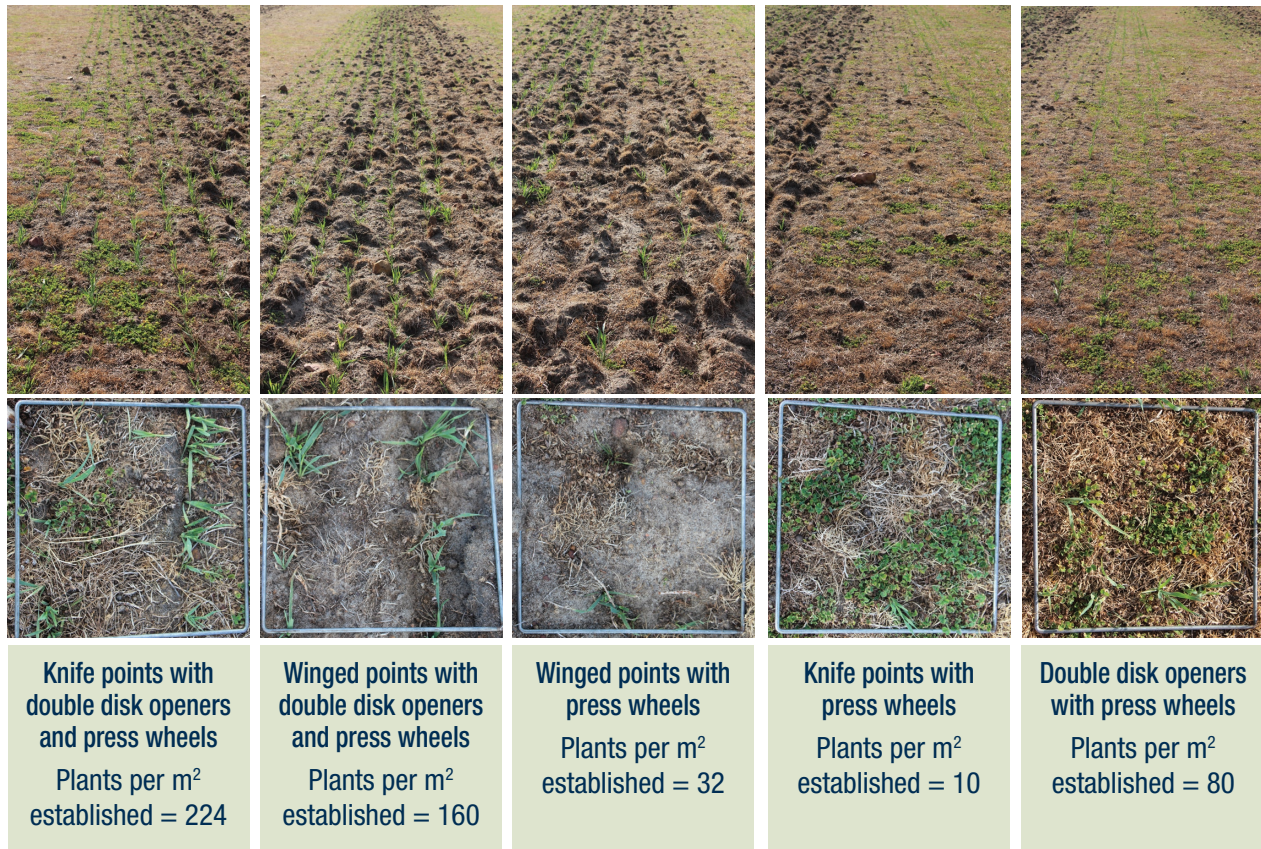 Knife points with
double disk openers
and press wheels
Plants per m²
established = 224
Winged points with
double disk openers
and press wheels
Plants per m²
established = 160
Winged points with
press wheels
Plants per m²
established = 32
Knife points with
press wheels
Plants per m²
established = 10
Double disk openers
with press wheels
Plants per m²
established = 80